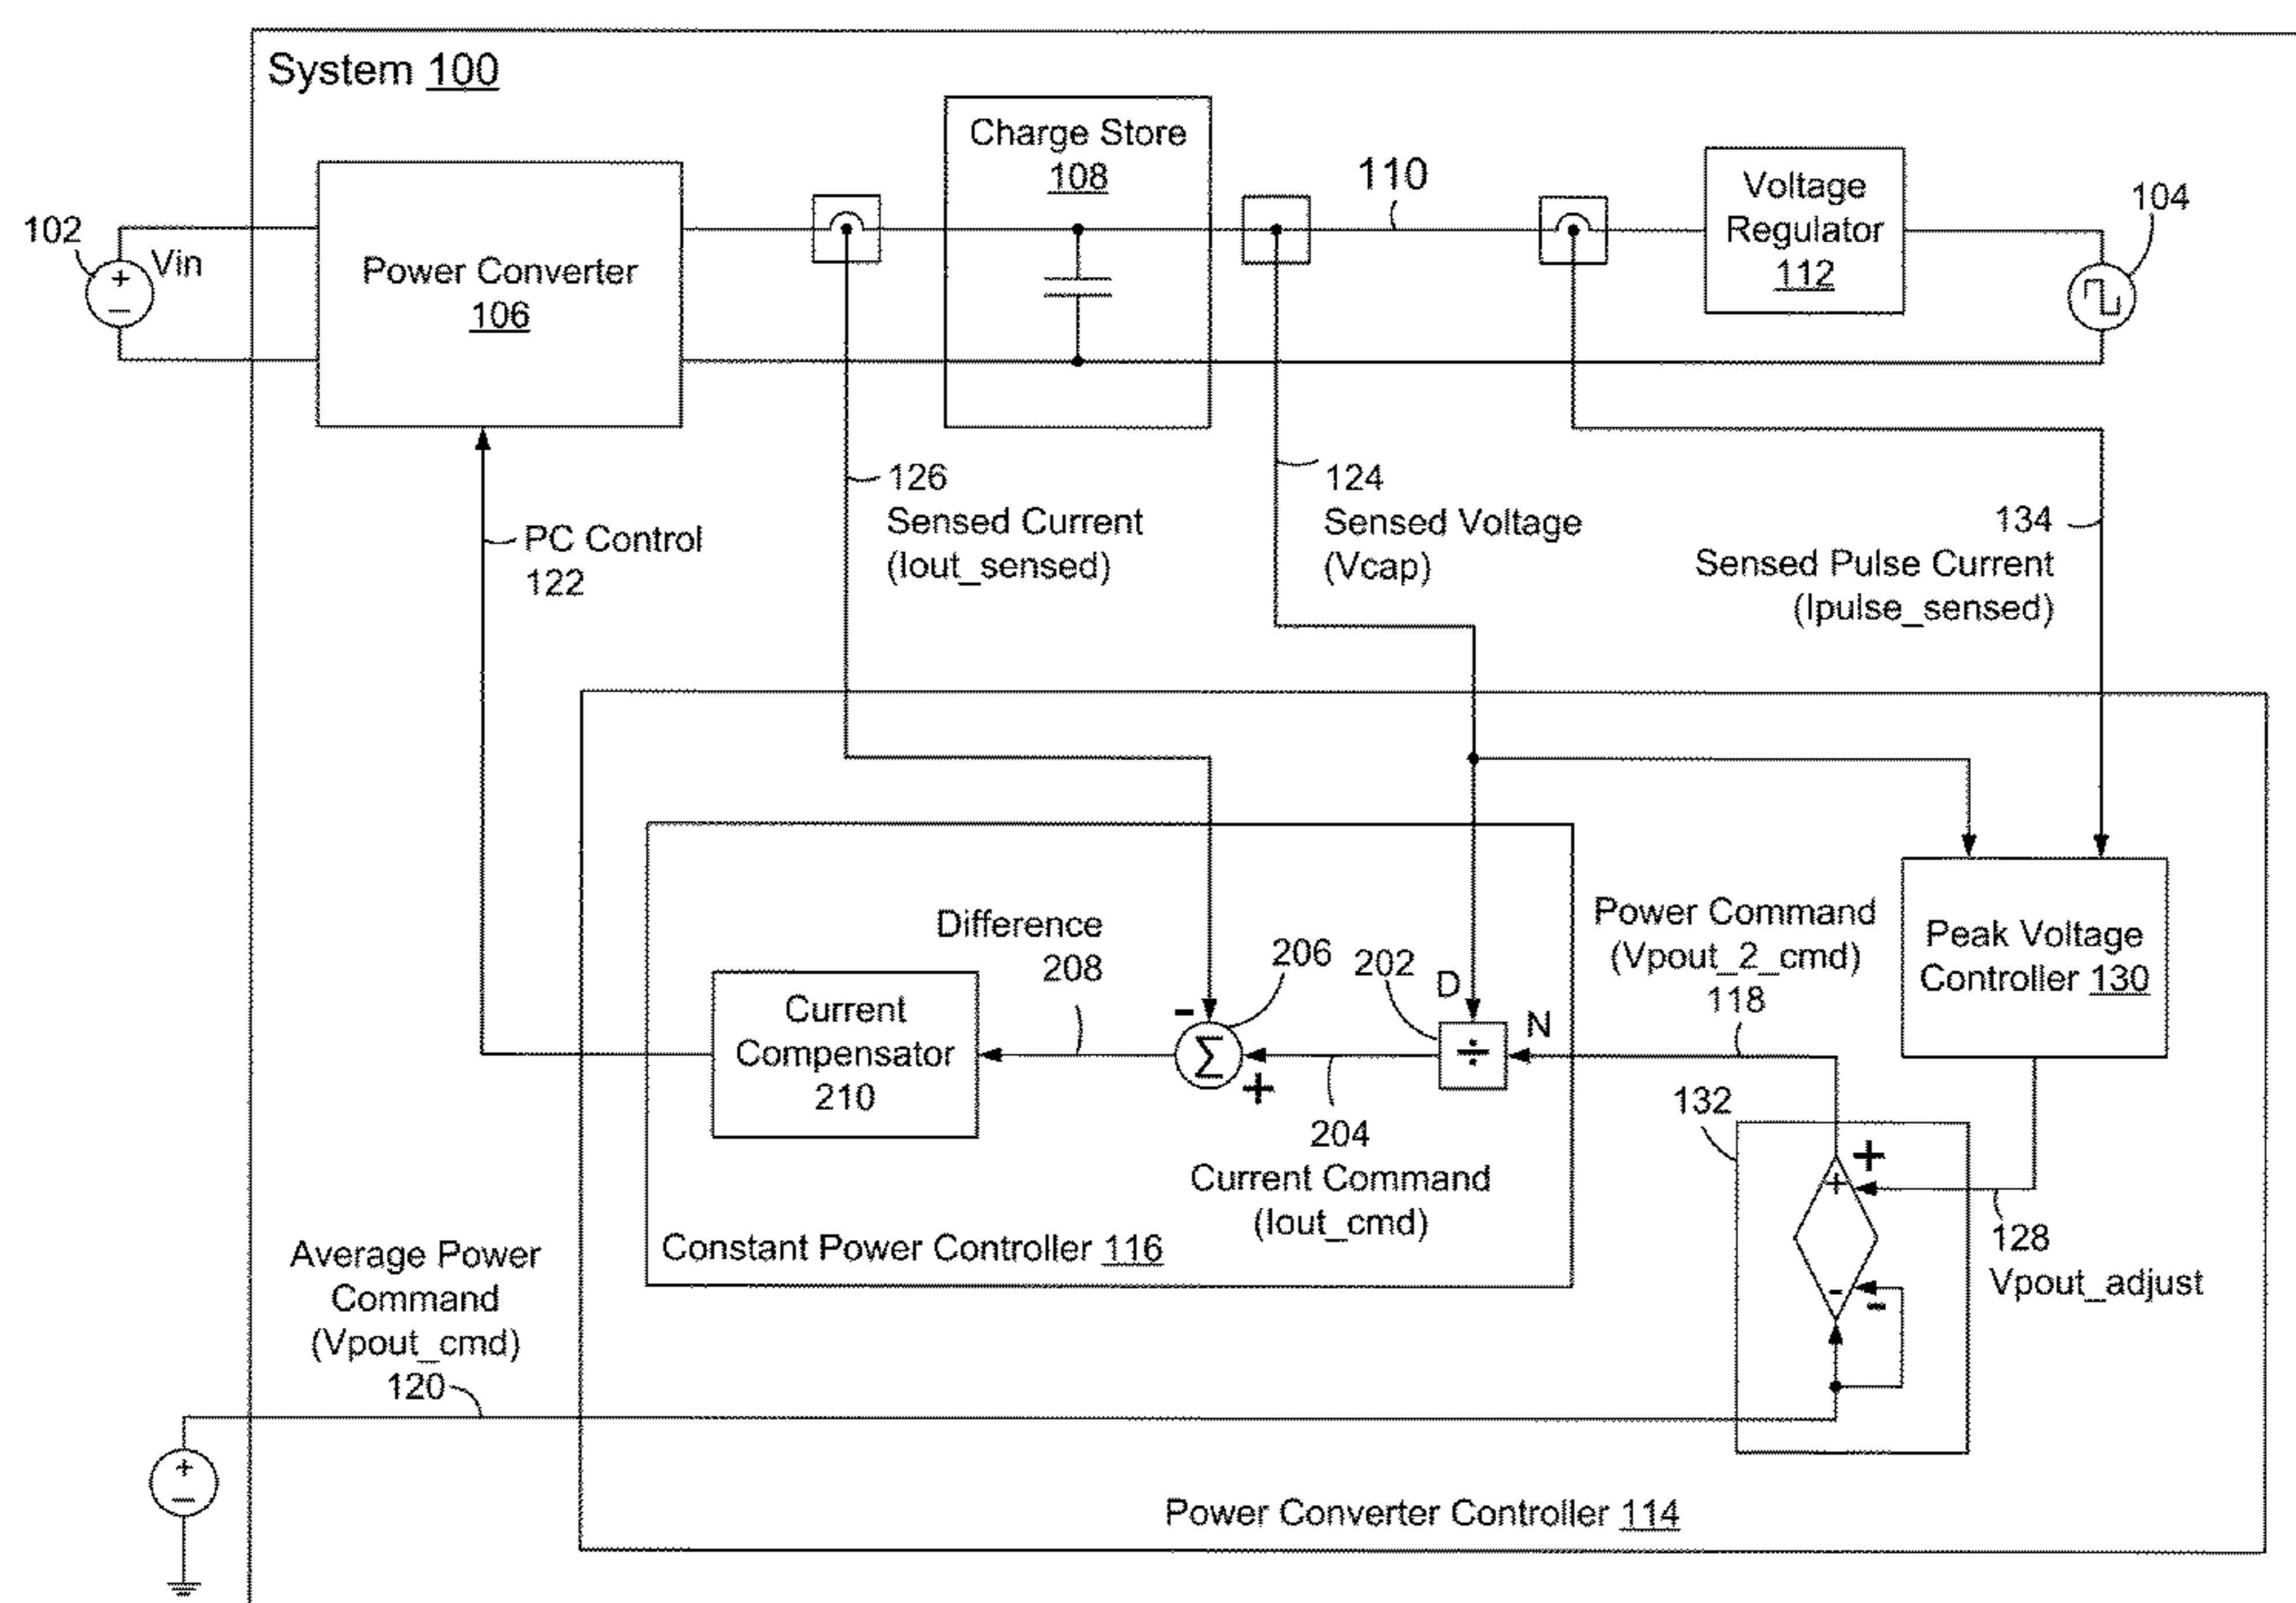 System 100
Charge Store
108
110
Voltage
Regulator
112
104
102
Vin
+
−
Power Converter
106
126
Sensed Current
(Iout_sensed)
124
Sensed Voltage
(Vcap)
134
Sensed Pulse Current
(Ipulse_sensed)
PC Control
122
Difference
208
206
202
D
N
Power Command
(Vpout_2_cmd)
118
Peak Voltage
Controller 130
Current
Compensator
210
-
Σ
+
÷
204
Current Command
(Iout_cmd)
Constant Power Controller 116
132
+
+
-
-
128
Vpout_adjust
Average Power
Command
(Vpout_cmd)
120
+
−
Power Converter Controller 114